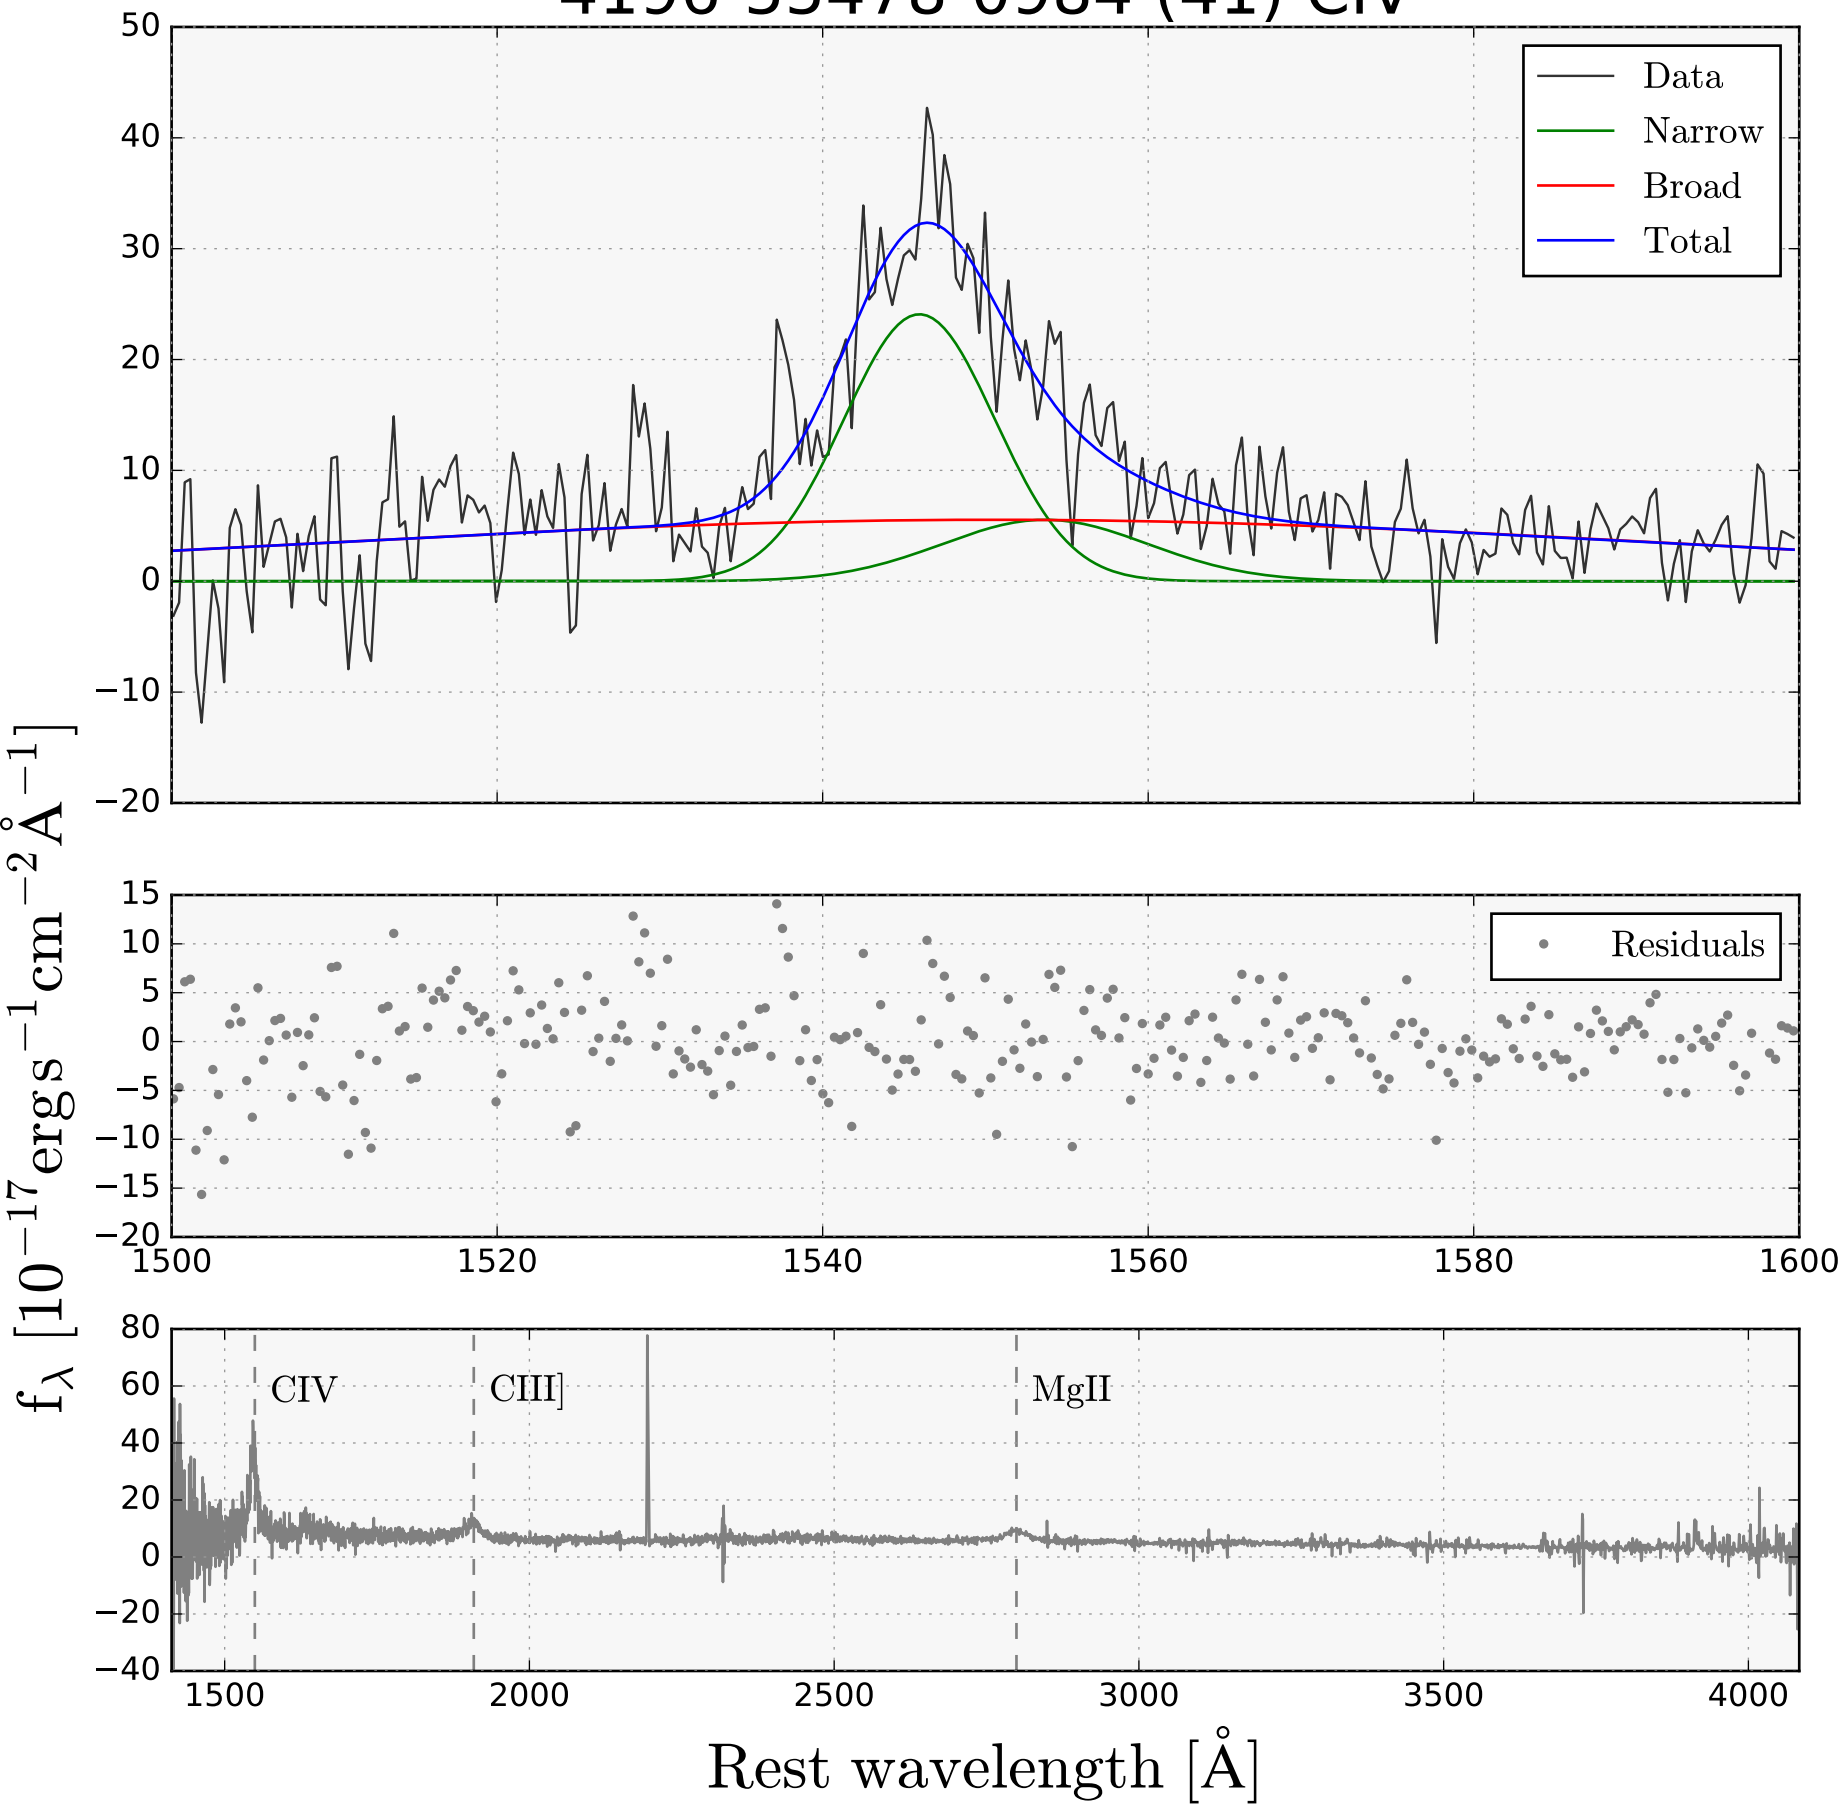 4196-55478-0984 (41) CIV
50
40
30
20
10
0
−10
−20
Data
Narrow
Broad
Total
15
10
5
0
−5
−10
−15
−20
Residuals
1500 1520 1540 1560 1580 1600
80
60
40
20
0
−20
−40
CIV CIII] MgII
1500 2000 2500 3000 3500 4000
Rest wavelength [Å]
f_λ [10^−17 erg s^−1 cm^−2 Å^−1]